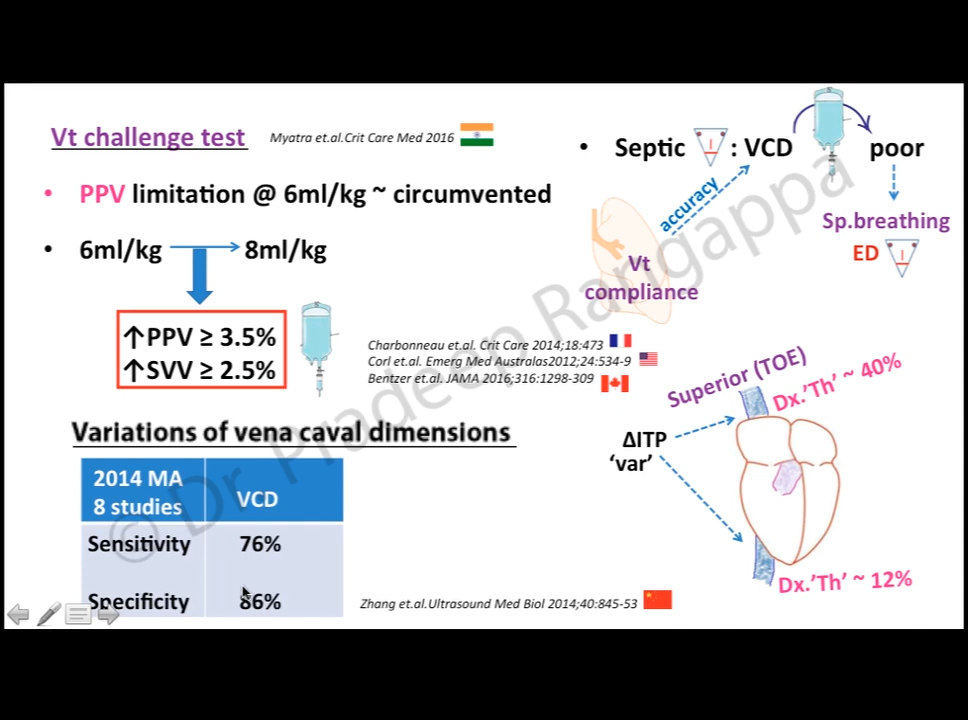 Vt challenge test
Myatra et.al.Crit Care Med 2016
• PPV limitation @ 6ml/kg ~ circumvented
• 6ml/kg → 8ml/kg
↑PPV ≥ 3.5%
↑SVV ≥ 2.5%
• Septic : VCD poor
accuracy
Sp.breathing
ED
Vt
compliance
Charbonneau et.al. Crit Care 2014;18:473
Corl et.al. Emerg Med Australas2012;24:534-9
Bentzer et.al. JAMA 2016;316:1298-309
Variations of vena caval dimensions
2014 MA
8 studies
VCD
Sensitivity 76%
Specificity 86%
Zhang et.al.Ultrasound Med Biol 2014;40:845-53
Superior (TOE)
Dx.'Th' ~ 40%
ΔITP
'var'
Dx.'Th' ~ 12%
© Dr Pradeep Rangappa